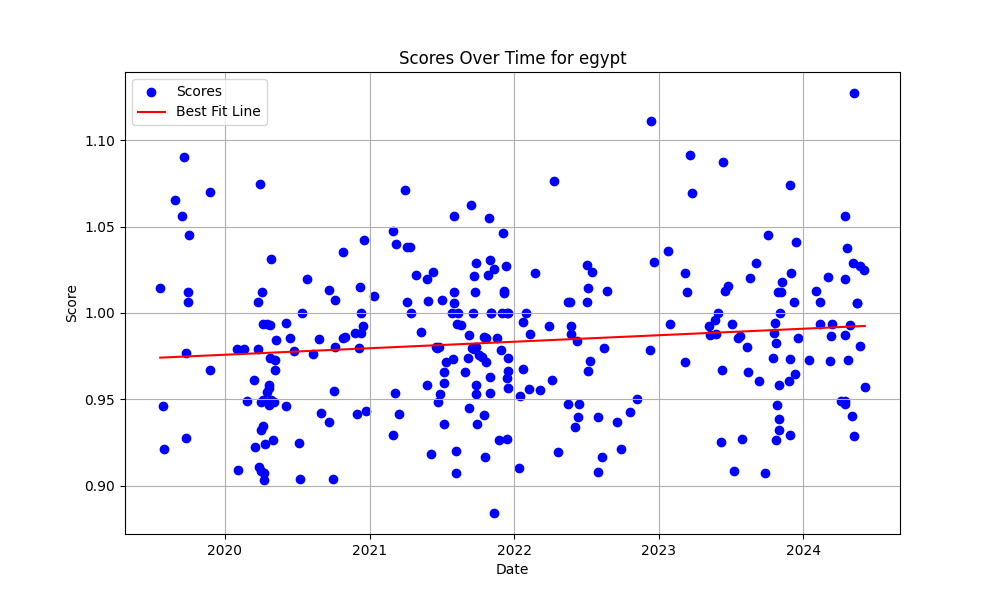 Scores Over Time for egypt
Scores
Best Fit Line
1.10
1.05
1.00
0.95
0.90
Score
2020 2021 2022 2023 2024
Date